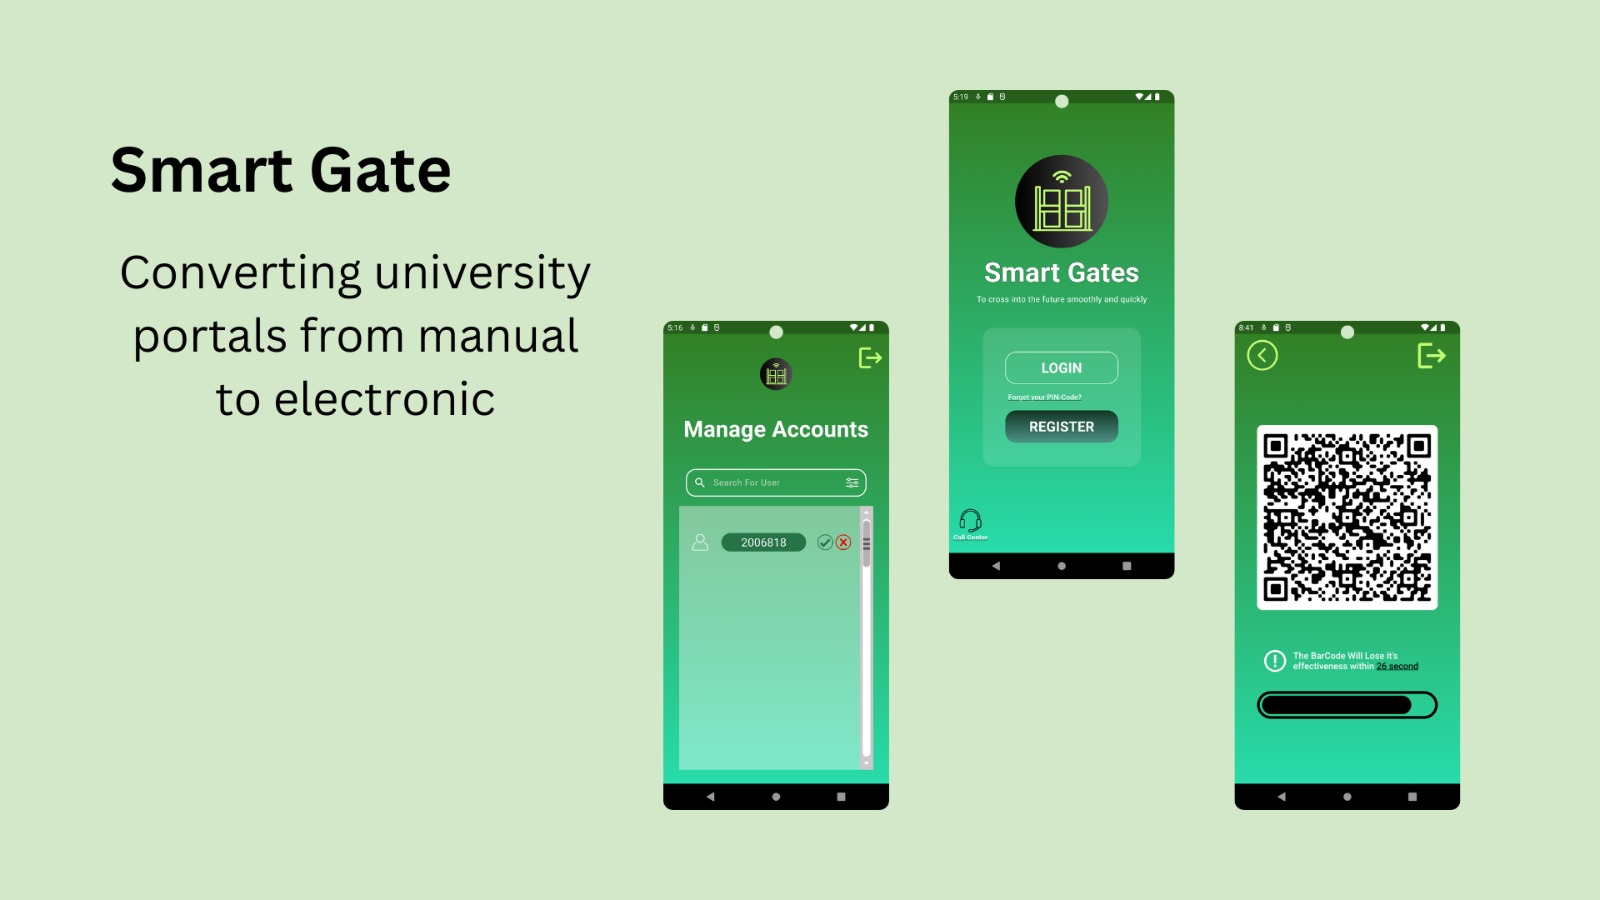 Smart Gate
Converting university
portals from manual
to electronic
5:16
Manage Accounts
Search For User
2006818
5:19
Smart Gates
To cross into the future smoothly and quickly
LOGIN
Forget your PIN-Code?
REGISTER
Call Center
8:41
The BarCode Will Lose it's
effectiveness within 26 second